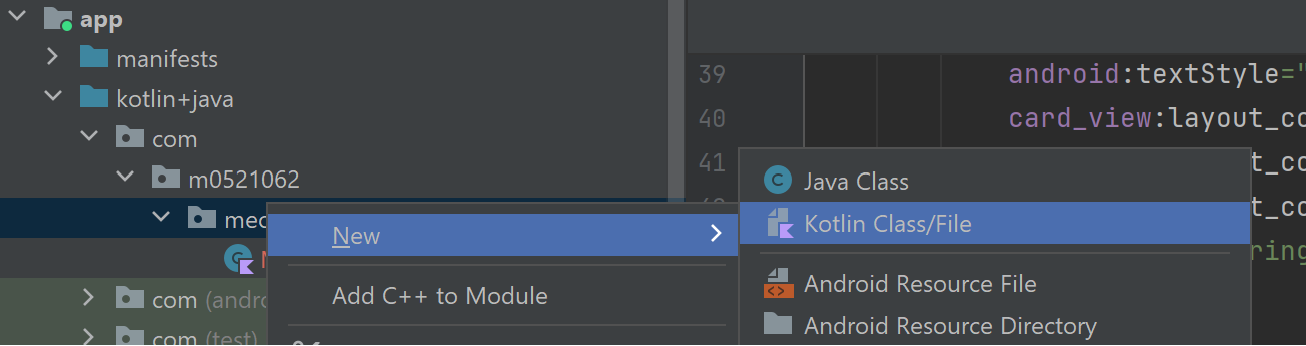 app
manifests
kotlin+java
com
m0521062
New
Add C++ to Module
com (andro
com (test)
39 android:textStyle="
40 card_view:layout_co
41 t_co
t_co
ring
Java Class
Kotlin Class/File
Android Resource File
Android Resource Directory